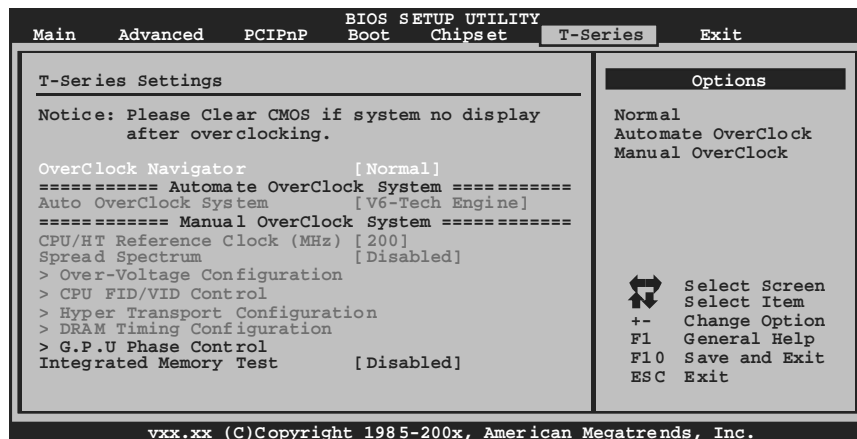 BIOS SETUP UTILITY
Main Advanced PCIPnP Boot Chipset T-Series Exit
T-Series Settings
Notice: Please Clear CMOS if system no display
after overclocking.
OverClock Navigator [Normal]
=========== Automate OverClock System ===========
Auto OverClock System [V6-Tech Engine]
============ Manual OverClock System ============
CPU/HT Reference Clock (MHz) [200]
Spread Spectrum [Disabled]
> Over-Voltage Configuration
> CPU FID/VID Control
> Hyper Transport Configuration
> DRAM Timing Configuration
> G.P.U Phase Control
Integrated Memory Test [Disabled]
Options
Normal
Automate OverClock
Manual OverClock
Select Screen
Select Item
+- Change Option
F1 General Help
F10 Save and Exit
ESC Exit
vxx.xx (C)Copyright 1985-200x, American Megatrends, Inc.